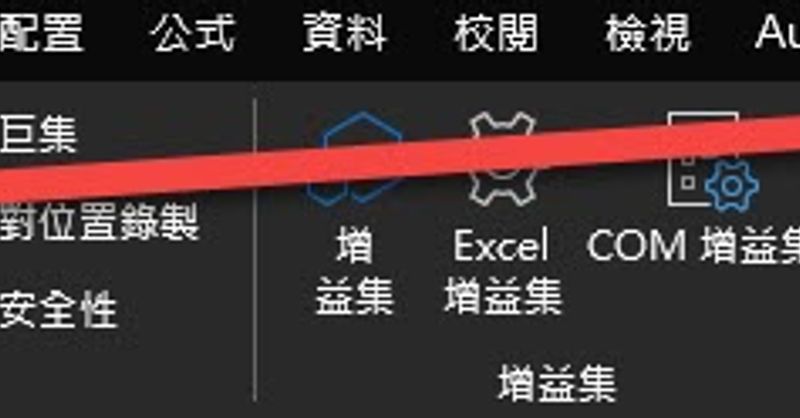 配置 公式 資料 校閱 檢視 Au
巨集
對位置錄製
安全性
增
益集
Excel
增益集
COM 增益集
增益集